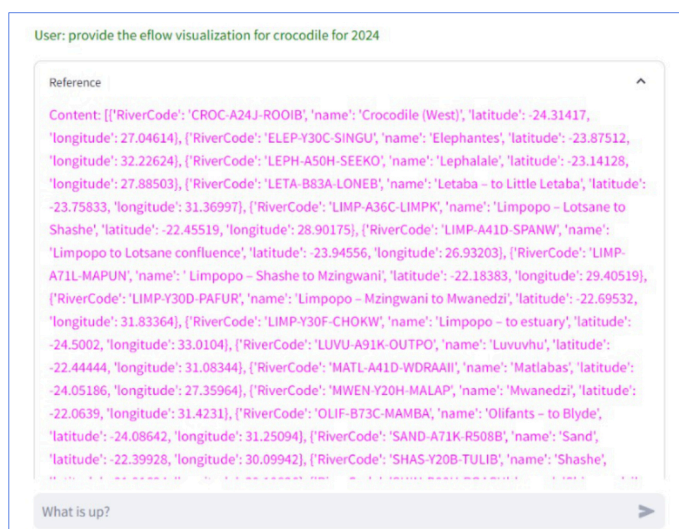 User: provide the eflow visualization for crocodile for 2024
Reference
Content: [{'RiverCode': 'CROC-A24J-ROOIB', 'name': 'Crocodile (West)', 'latitude': -24.31417,
'longitude': 27.04614}, {'RiverCode': 'ELEP-Y30C-SINGU', 'name': 'Elephantes', 'latitude': -23.87512,
'longitude': 32.22624}, {'RiverCode': 'LEPH-A50H-SEEKO', 'name': 'Lephalale', 'latitude': -23.14128,
'longitude': 27.88503}, {'RiverCode': 'LETA-B83A-LONEB', 'name': 'Letaba – to Little Letaba', 'latitude':
-23.75833, 'longitude': 31.36997}, {'RiverCode': 'LIMP-A36C-LIMPK', 'name': 'Limpopo – Lotsane to
Shashe', 'latitude': -22.45519, 'longitude': 28.90175}, {'RiverCode': 'LIMP-A41D-SPANW', 'name':
'Limpopo to Lotsane confluence', 'latitude': -23.94556, 'longitude': 26.93203}, {'RiverCode': 'LIMP-
A71L-MAPUN', 'name': ' Limpopo – Shashe to Mzingwani', 'latitude': -22.18383, 'longitude': 29.40519},
{'RiverCode': 'LIMP-Y30D-PAFUR', 'name': 'Limpopo – Mzingwani to Mwanedzi', 'latitude': -22.69532,
'longitude': 31.83364}, {'RiverCode': 'LIMP-Y30F-CHOKW', 'name': 'Limpopo – to estuary', 'latitude':
-24.5002, 'longitude': 33.0104}, {'RiverCode': 'LUVU-A91K-OUTPO', 'name': 'Luvuvhu', 'latitude':
-22.44444, 'longitude': 31.08344}, {'RiverCode': 'MATL-A41D-WDRAAII', 'name': 'Matlabas', 'latitude':
-24.05186, 'longitude': 27.35964}, {'RiverCode': 'MWEN-Y20H-MALAP', 'name': 'Mwanedzi', 'latitude':
-22.0639, 'longitude': 31.4231}, {'RiverCode': 'OLIF-B73C-MAMBA', 'name': 'Olifants – to Blyde',
'latitude': -24.08642, 'longitude': 31.25094}, {'RiverCode': 'SAND-A71K-R508B', 'name': 'Sand',
'latitude': -22.39928, 'longitude': 30.09942}, {'RiverCode': 'SHAS-Y20B-TULIB', 'name': 'Shashe',
What is up?